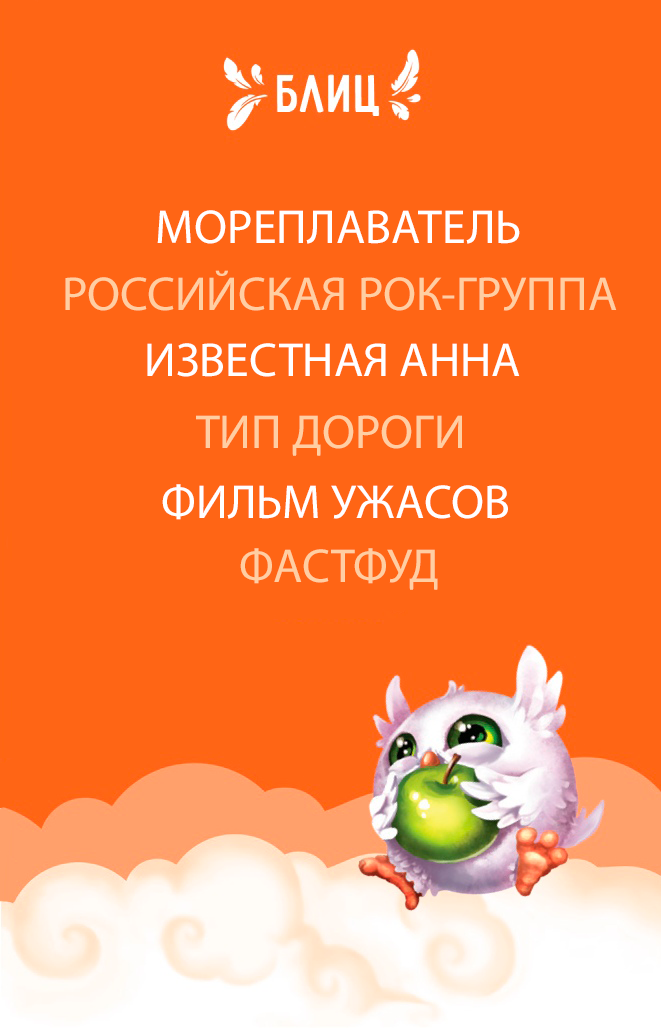 БЛИЦ
МОРЕПЛАВАТЕЛЬ
РОССИЙСКАЯ РОК-ГРУППА
ИЗВЕСТНАЯ АННА
ТИП ДОРОГИ
ФИЛЬМ УЖАСОВ
ФАСТФУД